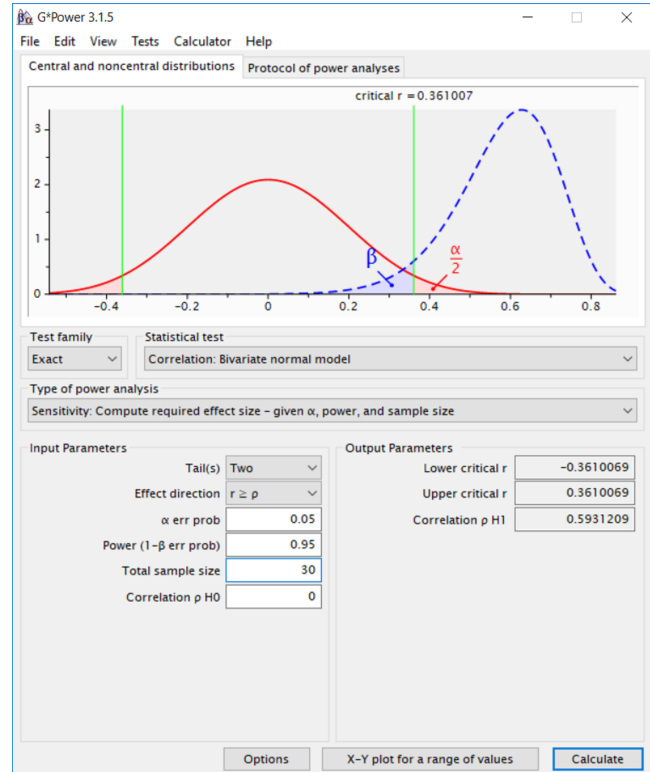 βα G*Power 3.1.5
File Edit View Tests Calculator Help
Central and noncentral distributions Protocol of power analyses
critical r = 0.361007
3
2
1
0
β
α
2
-0.4 -0.2 0 0.2 0.4 0.6 0.8
Test family Statistical test
Exact Correlation: Bivariate normal model
Type of power analysis
Sensitivity: Compute required effect size – given α, power, and sample size
Input Parameters Output Parameters
Tail(s) Two Lower critical r -0.3610069
Effect direction r ≥ ρ Upper critical r 0.3610069
α err prob 0.05 Correlation ρ H1 0.5931209
Power (1-β err prob) 0.95
Total sample size 30
Correlation ρ H0 0
Options X-Y plot for a range of values Calculate